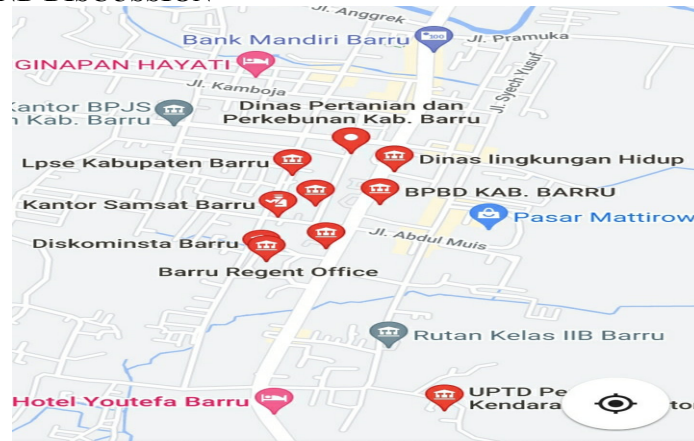 AND DISCUSSION
Jl. Anggrek
Bank Mandiri Barru
Jl. Pramuka
GINAPAN HAYATI
Jl. Kamboja
Jl. Syech Yusuf
Kantor BPJS
Kab. Barru
Dinas Pertanian dan
Perkebunan Kab. Barru
Lpse Kabupaten Barru
Dinas lingkungan Hidup
Kantor Samsat Barru
BPBD KAB. BARRU
Pasar Mattirow
Diskominsta Barru
Jl. Abdul Muis
Barru Regent Office
Rutan Kelas IIB Barru
Hotel Youtefa Barru
UPTD Pe
Kendara